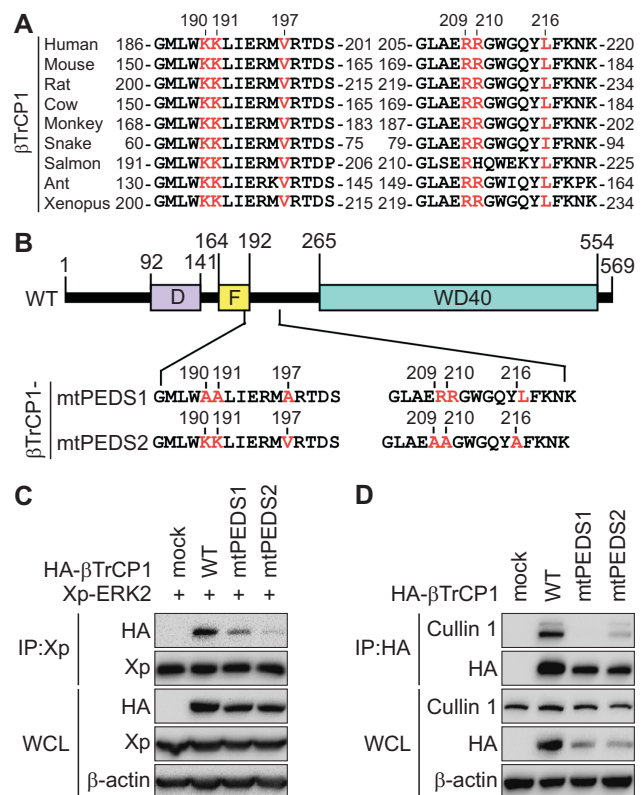 A
190 191 197 209 210 216
βTrCP1
Human 186-GMLWKKLIERMVRTDS-201 205-GLAERRGWGQYLFKNK-220
Mouse 150-GMLWKKLIERMVRTDS-165 169-GLAERRGWGQYLFKNK-184
Rat 200-GMLWKKLIERMVRTDS-215 219-GLAERRGWGQYLFKNK-234
Cow 150-GMLWKKLIERMVRTDS-165 169-GLAERRGWGQYLFKNK-184
Monkey 168-GMLWKKLIERMVRTDS-183 187-GLAERRGWGQYLFKNK-202
Snake 60-GMLWKKLIERMVRTDS-75 79-GLAERRGWGQYIFRNK-94
Salmon 191-GMLWKKLIERMVRTDP-206 210-GLSERHQWEKYLFKNR-225
Ant 130-GMLWKKLIERKVRTDS-145 149-GLAERRGWIQYLFKPK-164
Xenopus 200-GMLWKKLIERMVRTDS-215 219-GLAERRGWGQYLFKNK-234
B
1 92 141 164 192 265 554 569
WT D F WD40
βTrCP1-
190 191 197 209 210 216
mtPEDS1 GMLWAALIERMARTDS GLAERRGWGQYLFKNK
190 191 197 209 210 216
mtPEDS2 GMLWKKLIERMVRTDS GLAEAAGWGQYAFKNK
C
HA-βTrCP1 mock WT mtPEDS1 mtPEDS2
Xp-ERK2 + + + +
IP:Xp
HA
Xp
WCL
HA
Xp
β-actin
D
HA-βTrCP1 mock WT mtPEDS1 mtPEDS2
IP:HA
Cullin 1
HA
WCL
Cullin 1
HA
β-actin